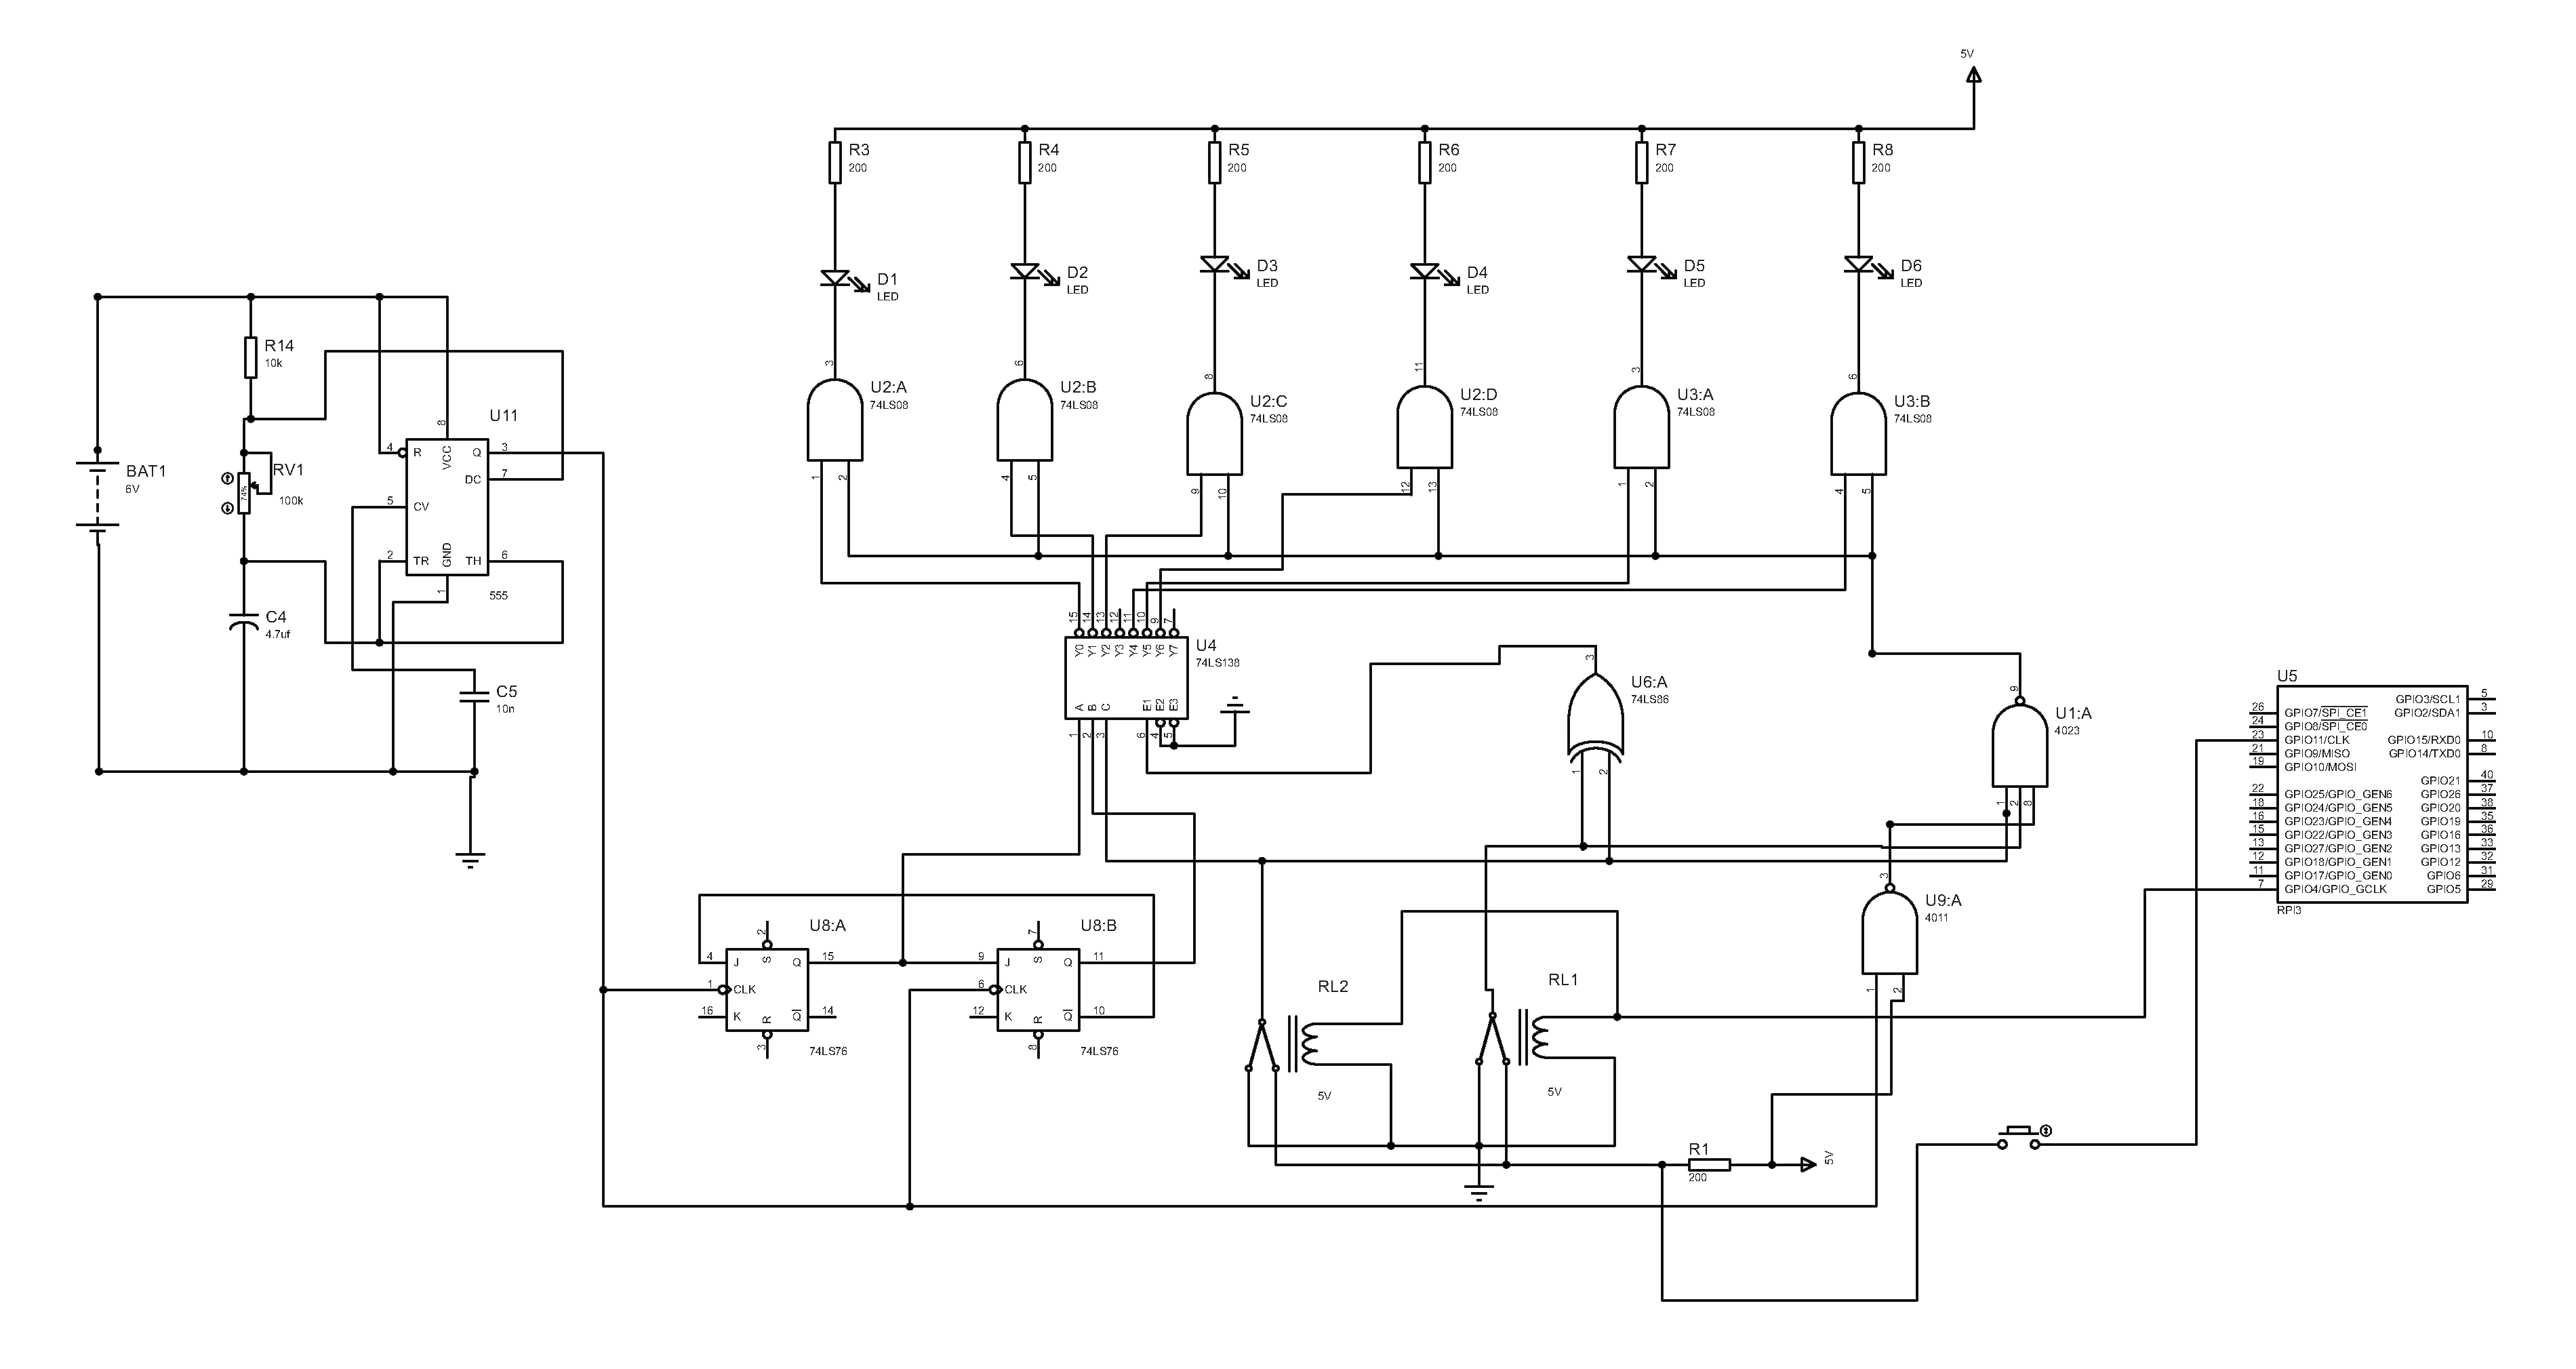 5V
R3
200
R4
200
R5
200
R6
200
R7
200
R8
200
D1
LED
D2
LED
D3
LED
D4
LED
D5
LED
D6
LED
3
U2:A
74LS08
1
2
6
U2:B
74LS08
4
5
8
U2:C
74LS08
9
10
11
U2:D
74LS08
12
13
3
U3:A
74LS08
1
2
6
U3:B
74LS08
4
5
R14
10k
BAT1
6V
RV1
74%
100k
C4
4.7uf
C5
10n
U11
8
VCC
4
R
Q
3
DC
7
5
CV
2
TR
GND
TH
6
1
555
15
14
13
12
11
10
9
7
Y0
Y1
Y2
Y3
Y4
Y5
Y6
Y7
U4
74LS138
A
B
C
E1
E2
E3
1
2
3
6
4
5
3
U6:A
74LS86
1
2
9
U1:A
4023
1
2
8
3
U9:A
4011
1
2
U8:A
2
4
J
S
Q
15
1
CLK
16
K
R
Q
14
3
74LS76
U8:B
7
9
J
S
Q
11
6
CLK
12
K
R
Q
10
8
74LS76
RL2
5V
RL1
5V
R1
200
5V
U5
GPIO3/SCL1
5
26
GPIO7/SPI_CE1
GPIO2/SDA1
3
24
GPIO8/SPI_CE0
23
GPIO11/CLK
GPIO15/RXD0
10
21
GPIO9/MISO
GPIO14/TXD0
8
19
GPIO10/MOSI
GPIO21
40
22
GPIO25/GPIO_GEN6
GPIO26
37
18
GPIO24/GPIO_GEN5
GPIO20
38
16
GPIO23/GPIO_GEN4
GPIO19
35
15
GPIO22/GPIO_GEN3
GPIO16
36
13
GPIO27/GPIO_GEN2
GPIO13
33
12
GPIO18/GPIO_GEN1
GPIO12
32
11
GPIO17/GPIO_GEN0
GPIO6
31
7
GPIO4/GPIO_GCLK
GPIO5
29
RPI3